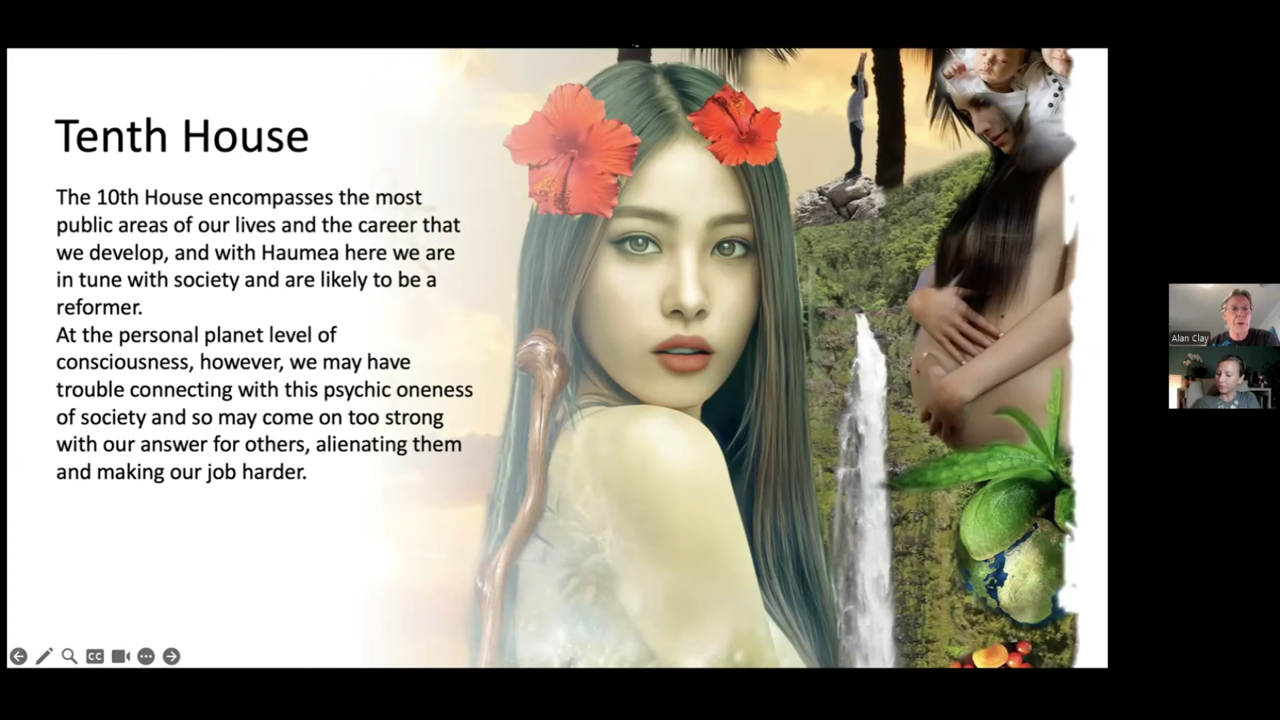 Tenth House
The 10th House encompasses the most
public areas of our lives and the career that
we develop, and with Haumea here we are
in tune with society and are likely to be a
reformer.
At the personal planet level of
consciousness, however, we may have
trouble connecting with this psychic oneness
of society and so may come on too strong
with our answer for others, alienating them
and making our job harder.
Alan Clay
CC